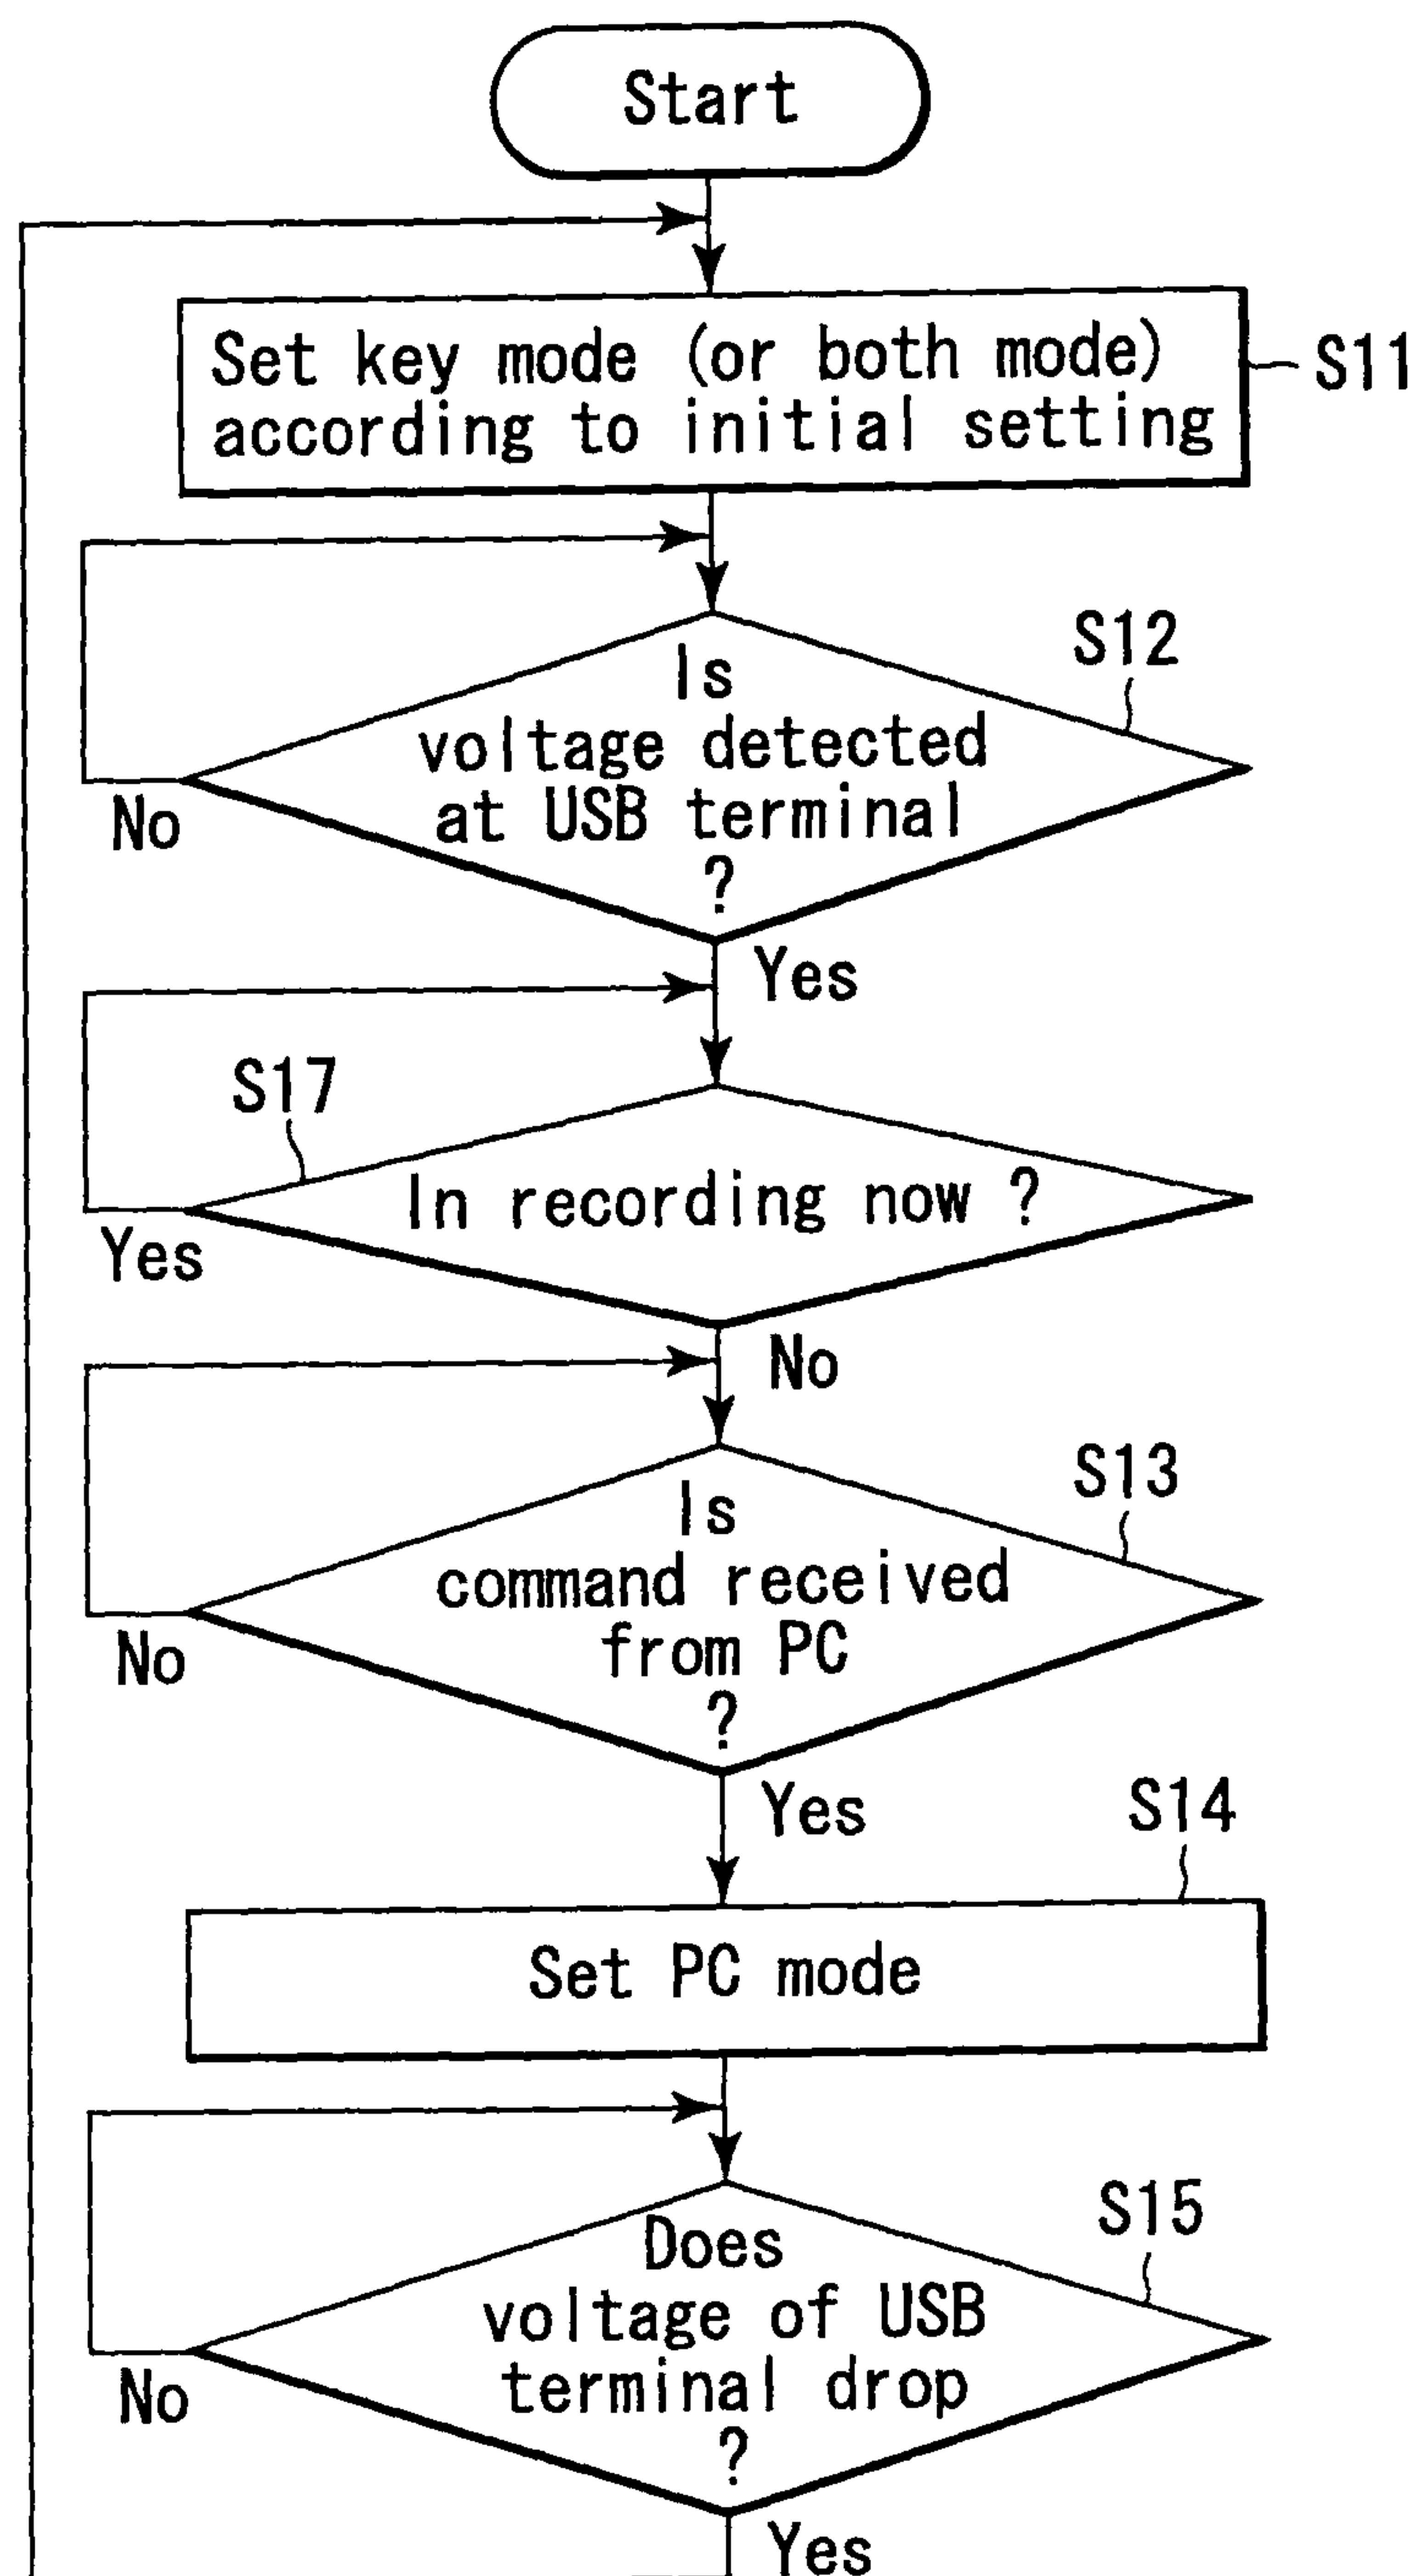 Start
Set key mode (or both mode)
according to initial setting
S11
S12
Is
voltage detected
at USB terminal
?
No
Yes
S17
In recording now ?
Yes
No
S13
Is
command received
from PC
?
No
Yes
S14
Set PC mode
S15
Does
voltage of USB
terminal drop
?
No
Yes